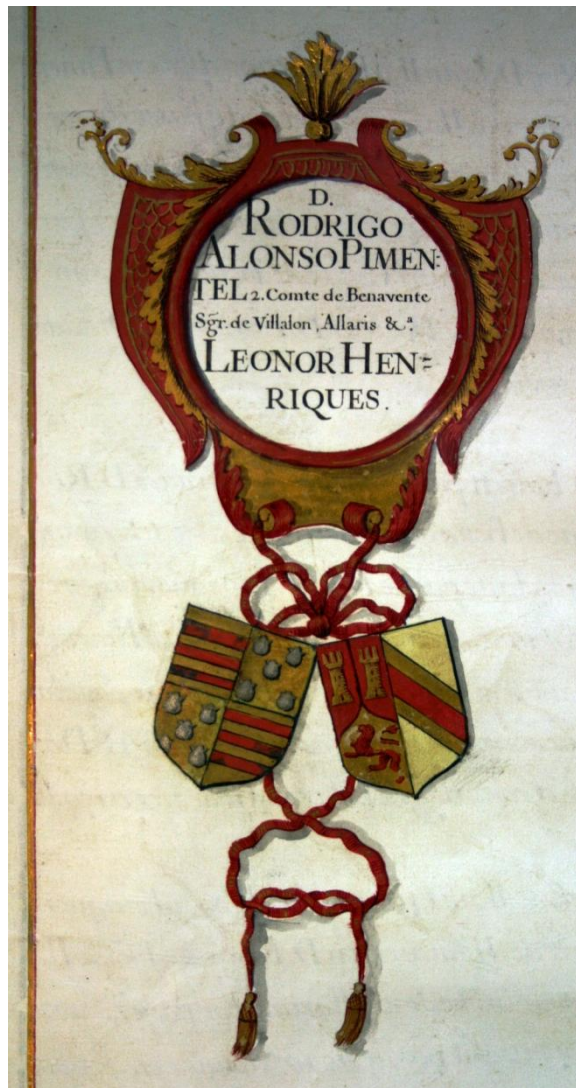 D.
RODRIGO
ALONSO PIMEN:
TEL 2. Comte de Benavente
Sgr. de Villalon, Allaris &ª.
LEONOR HEN:
RIQUES.